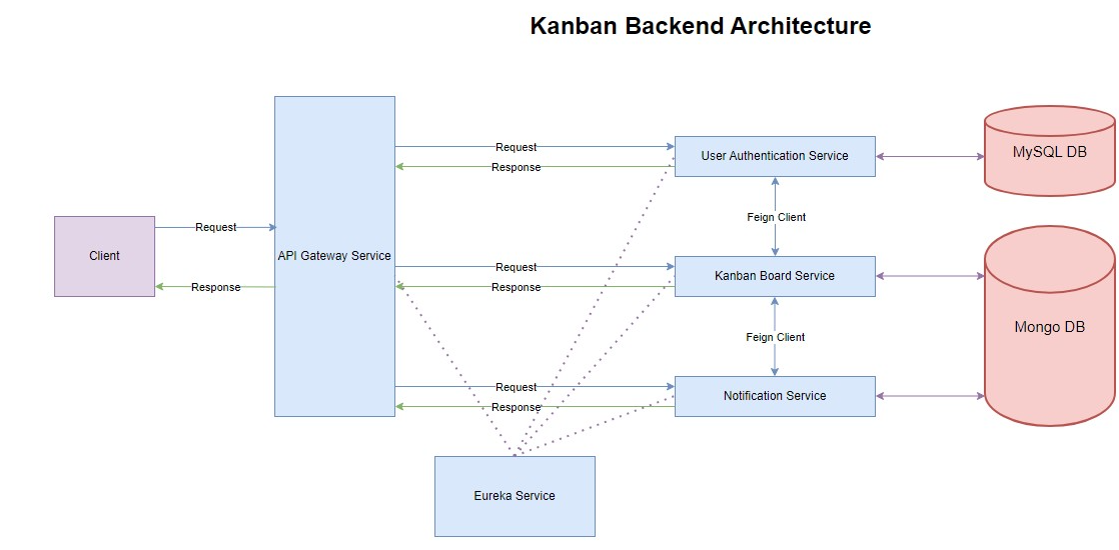 Kanban Backend Architecture
Request
Response
User Authentication Service
MySQL DB
Feign Client
Client
Request
Response
API Gateway Service
Request
Response
Kanban Board Service
Mongo DB
Feign Client
Request
Response
Notification Service
Eureka Service